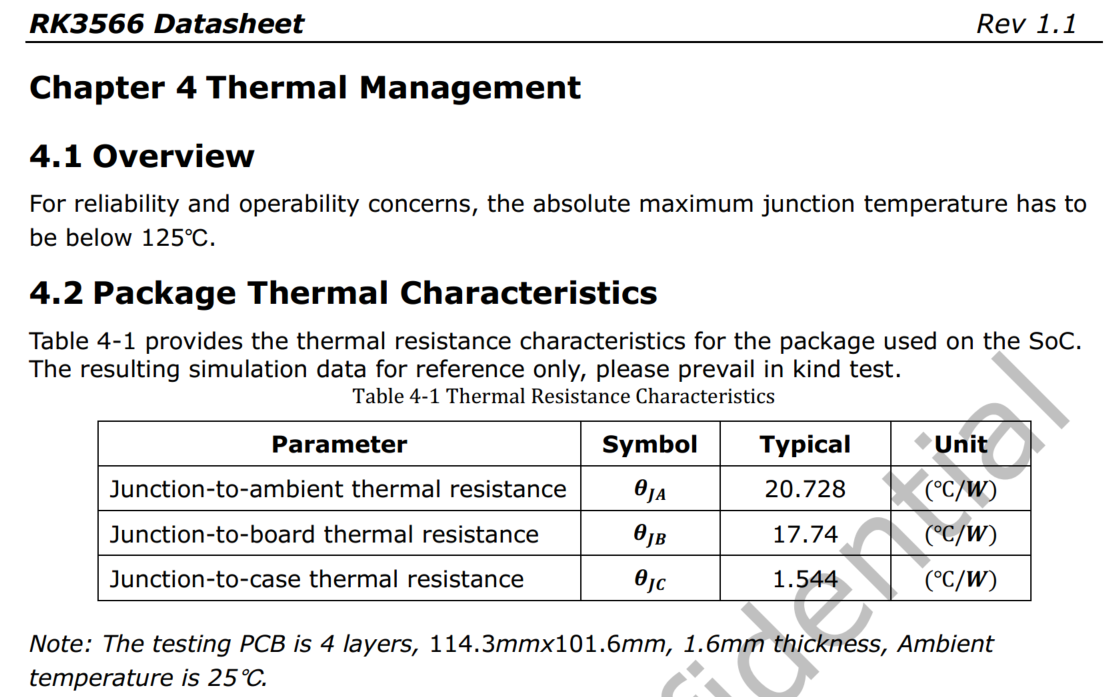 RK3566 Datasheet Rev 1.1
Chapter 4 Thermal Management
4.1 Overview
For reliability and operability concerns, the absolute maximum junction temperature has to
be below 125℃.
4.2 Package Thermal Characteristics
Table 4-1 provides the thermal resistance characteristics for the package used on the SoC.
The resulting simulation data for reference only, please prevail in kind test.
Table 4-1 Thermal Resistance Characteristics
Parameter Symbol Typical Unit
Junction-to-ambient thermal resistance θJA 20.728 (℃/W)
Junction-to-board thermal resistance θJB 17.74 (℃/W)
Junction-to-case thermal resistance θJC 1.544 (℃/W)
Note: The testing PCB is 4 layers, 114.3mmx101.6mm, 1.6mm thickness, Ambient
temperature is 25℃.
fidential